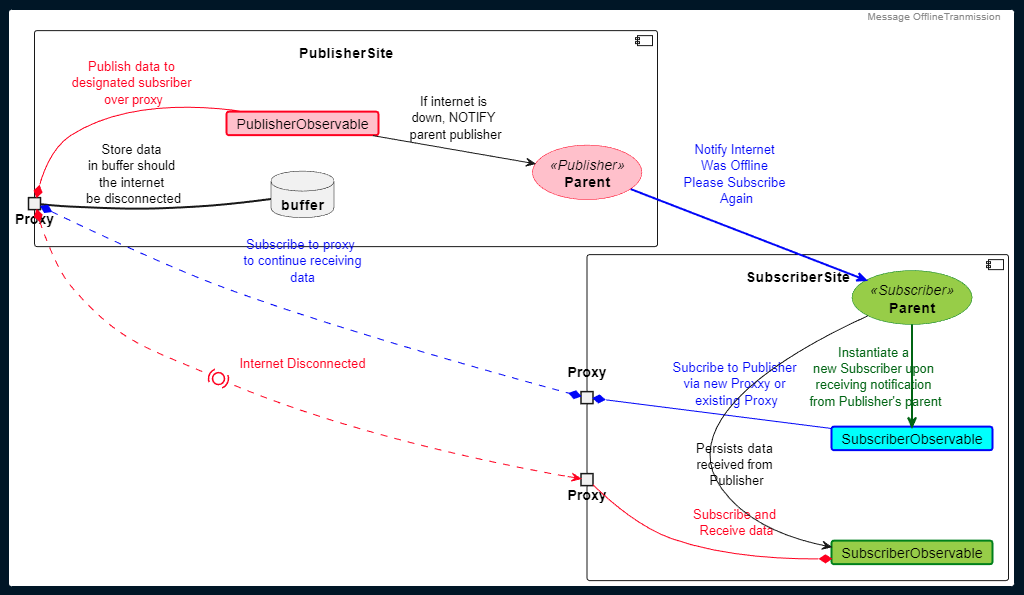 Message OfflineTranmission
PublisherSite
Publish data to
designated subsriber
over proxy
If internet is
down, NOTIFY
parent publisher
PublisherObservable
Store data
in buffer should
the internet
be disconnected
«Publisher»
Parent
Notify Internet
Was Offline
Please Subscribe
Again
buffer
Proxy
Subscribe to proxy
to continue receiving
data
SubscriberSite
«Subscriber»
Parent
Internet Disconnected
Proxy
Subcribe to Publisher
via new Proxxy or
existing Proxy
Instantiate a
new Subscriber upon
receiving notification
from Publisher's parent
SubscriberObservable
Persists data
received from
Publisher
Proxy
Subscribe and
Receive data
SubscriberObservable